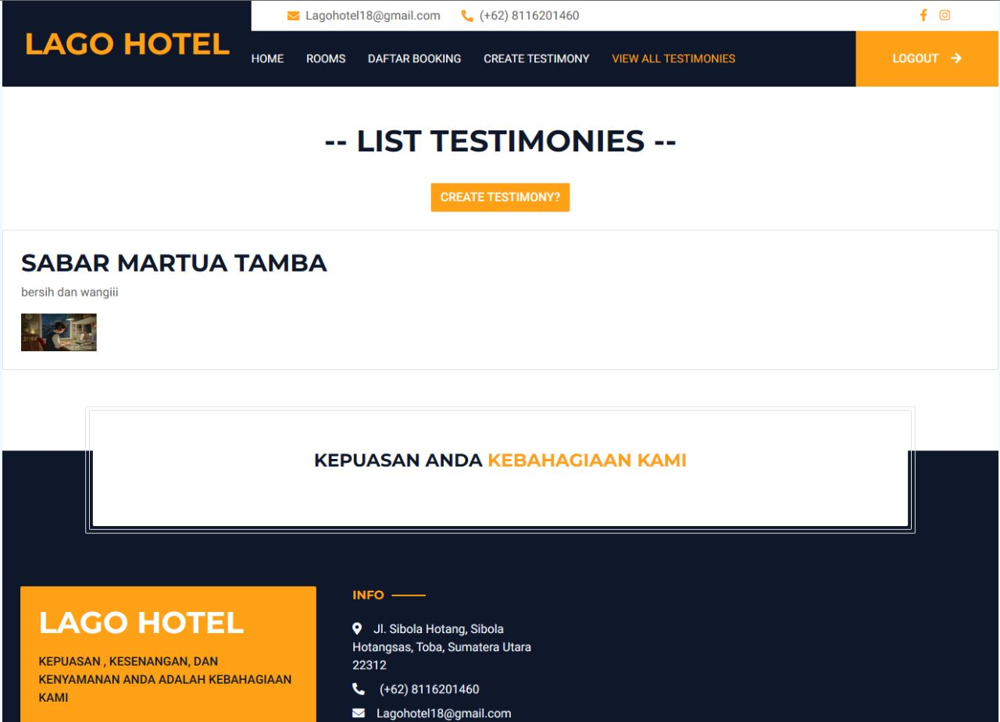 LAGO HOTEL
Lagohotel18@gmail.com (+62) 8116201460
HOME ROOMS DAFTAR BOOKING CREATE TESTIMONY VIEW ALL TESTIMONIES LOGOUT
-- LIST TESTIMONIES --
CREATE TESTIMONY?
SABAR MARTUA TAMBA
bersih dan wangiii
KEPUASAN ANDA KEBAHAGIAAN KAMI
LAGO HOTEL
KEPUASAN , KESENANGAN, DAN
KENYAMANAN ANDA ADALAH KEBAHAGIAAN
KAMI
INFO
Jl. Sibola Hotang, Sibola
Hotangsas, Toba, Sumatera Utara
22312
(+62) 8116201460
Lagohotel18@gmail.com